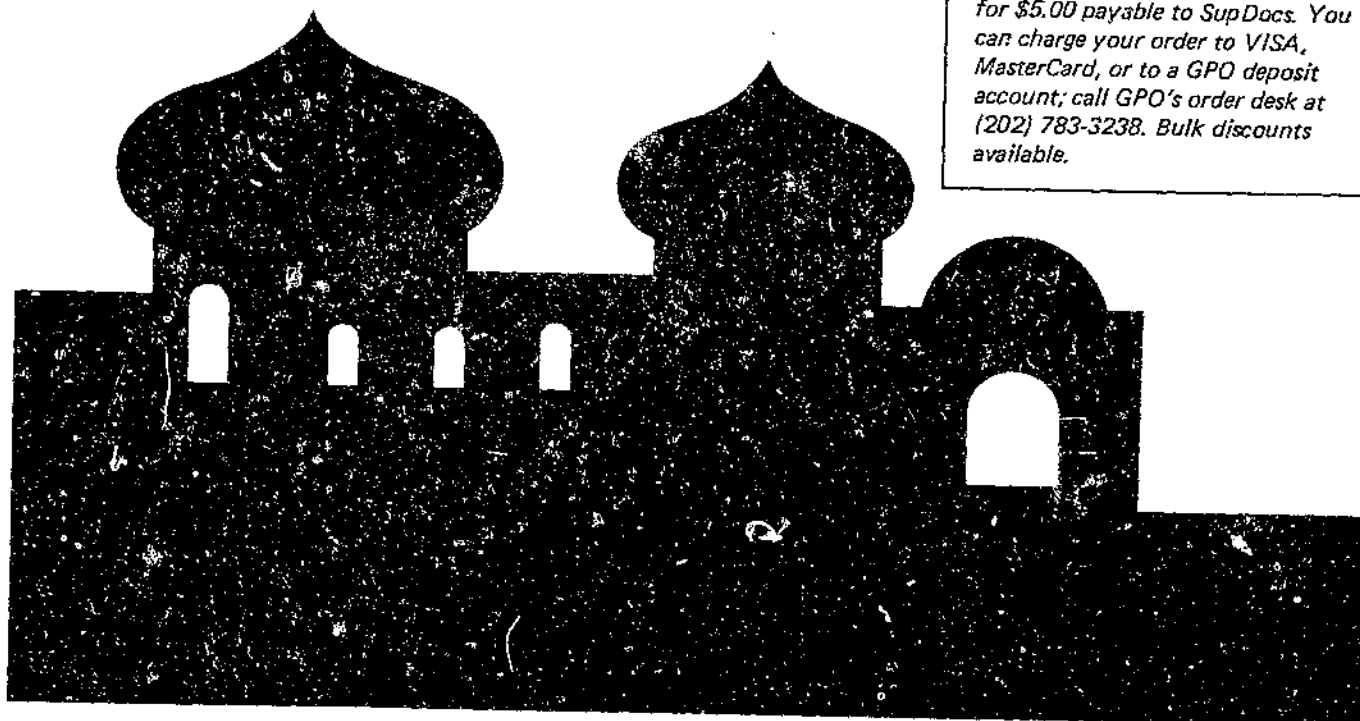 for $5.00 payable to SupDocs. You
can charge your order to VISA,
MasterCard, or to a GPO deposit
account; call GPO's order desk at
(202) 783-3238. Bulk discounts
available.